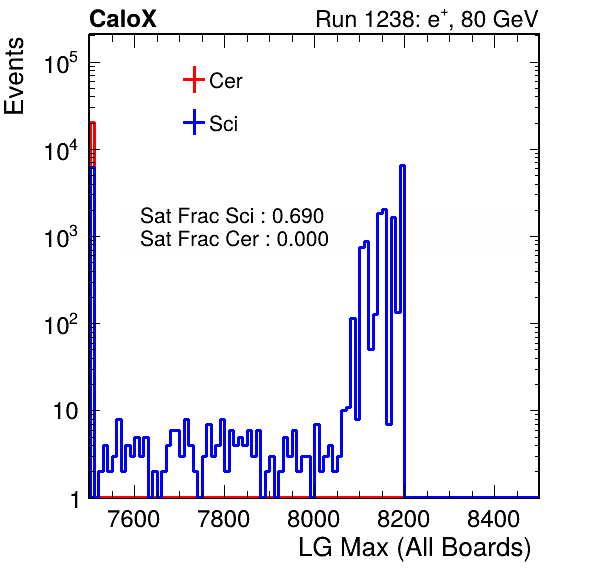 CaloX
Run 1238: e⁺, 80 GeV
Events
10⁵
10⁴
10³
10²
10
1
Cer
Sci
Sat Frac Sci : 0.690
Sat Frac Cer : 0.000
7600 7800 8000 8200 8400
LG Max (All Boards)